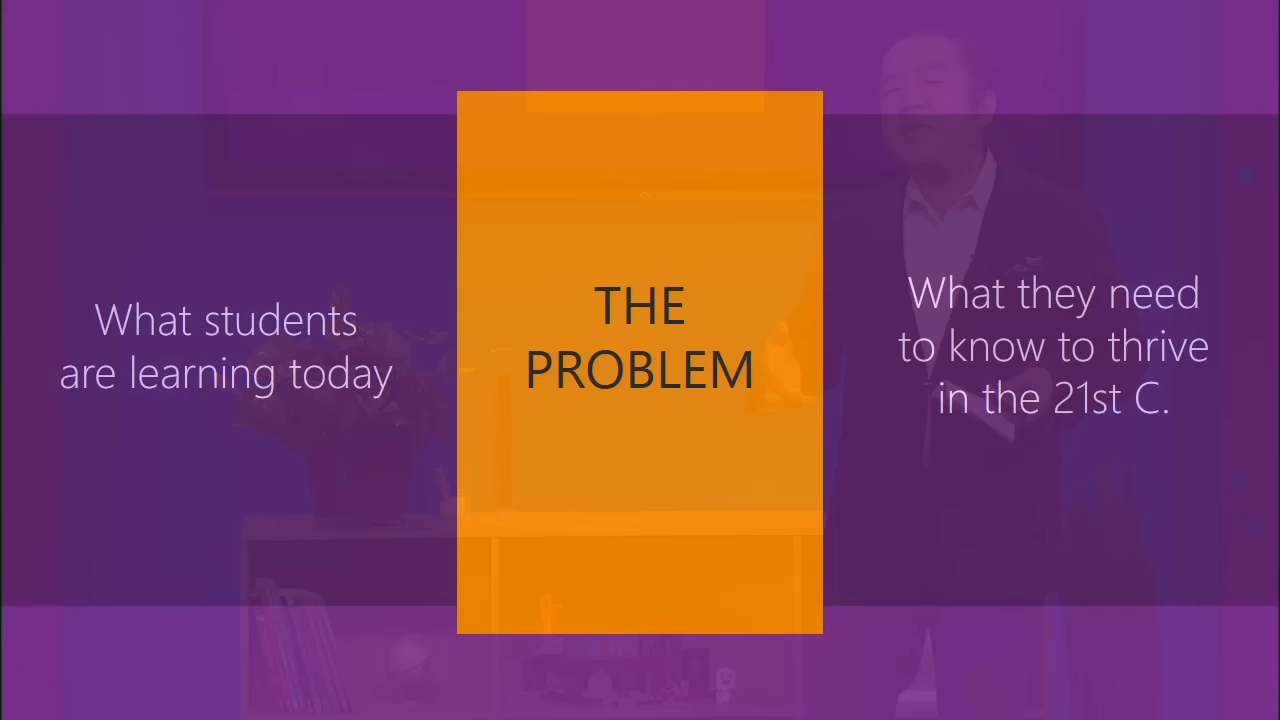 What students
are learning today
THE
PROBLEM
What they need
to know to thrive
in the 21st C.